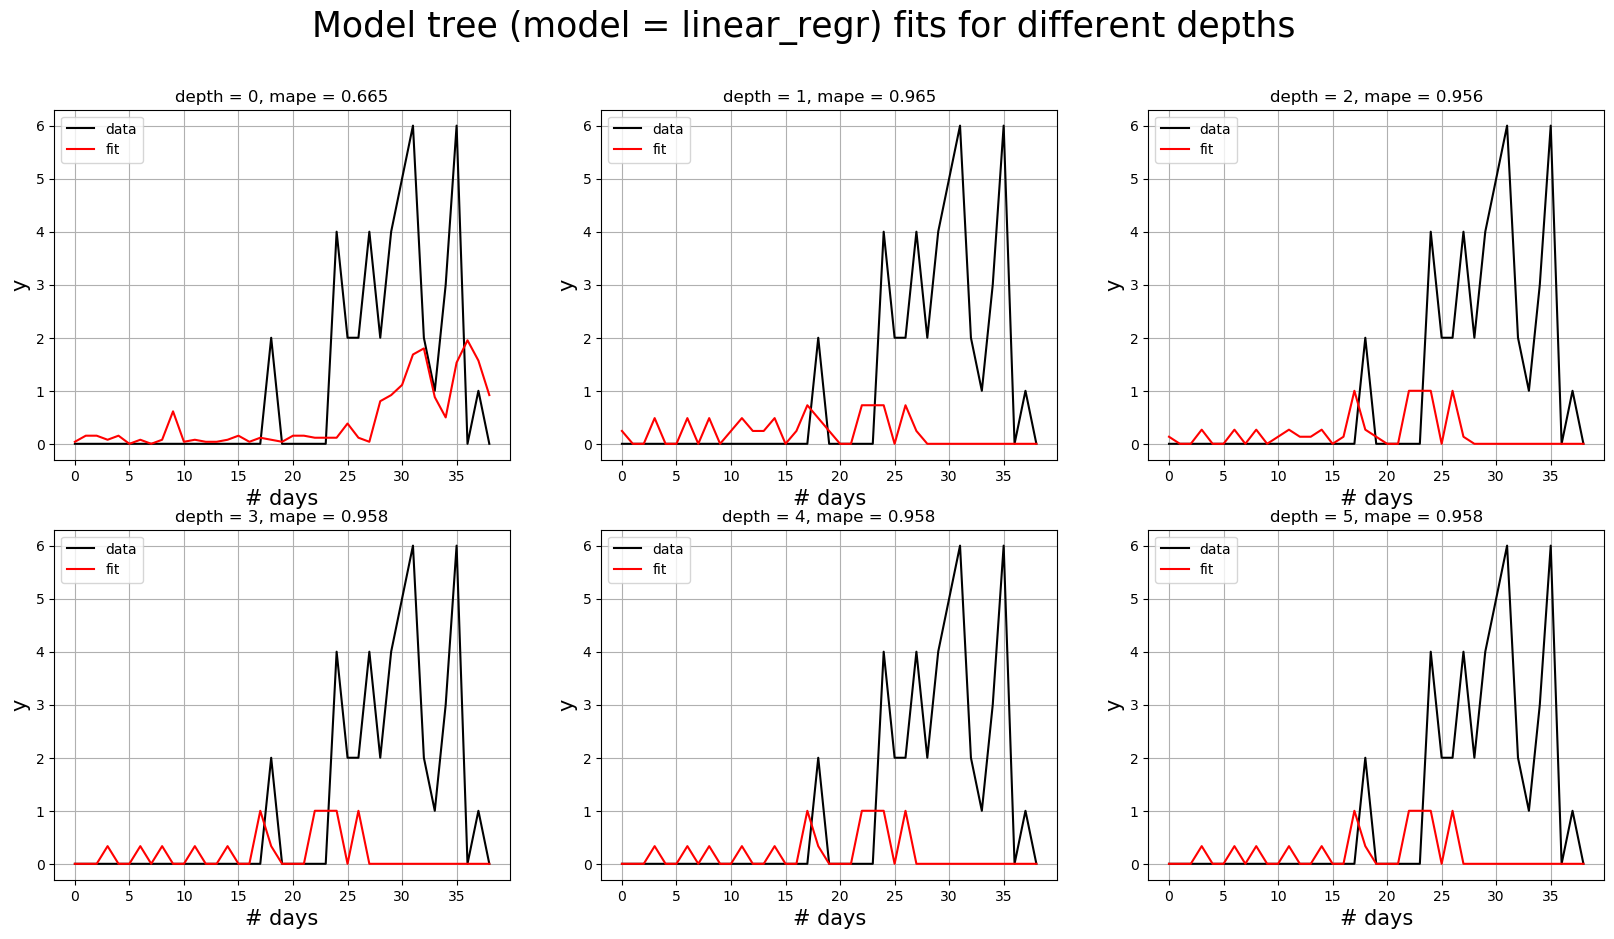 Model tree (model = linear_regr) fits for different depths
depth = 0, mape = 0.665
data
fit
y
6
5
4
3
2
1
0
0 5 10 15 20 25 30 35
# days
depth = 1, mape = 0.965
data
fit
y
6
5
4
3
2
1
0
0 5 10 15 20 25 30 35
# days
depth = 2, mape = 0.956
data
fit
y
6
5
4
3
2
1
0
0 5 10 15 20 25 30 35
# days
depth = 3, mape = 0.958
data
fit
y
6
5
4
3
2
1
0
0 5 10 15 20 25 30 35
# days
depth = 4, mape = 0.958
data
fit
y
6
5
4
3
2
1
0
0 5 10 15 20 25 30 35
# days
depth = 5, mape = 0.958
data
fit
y
6
5
4
3
2
1
0
0 5 10 15 20 25 30 35
# days